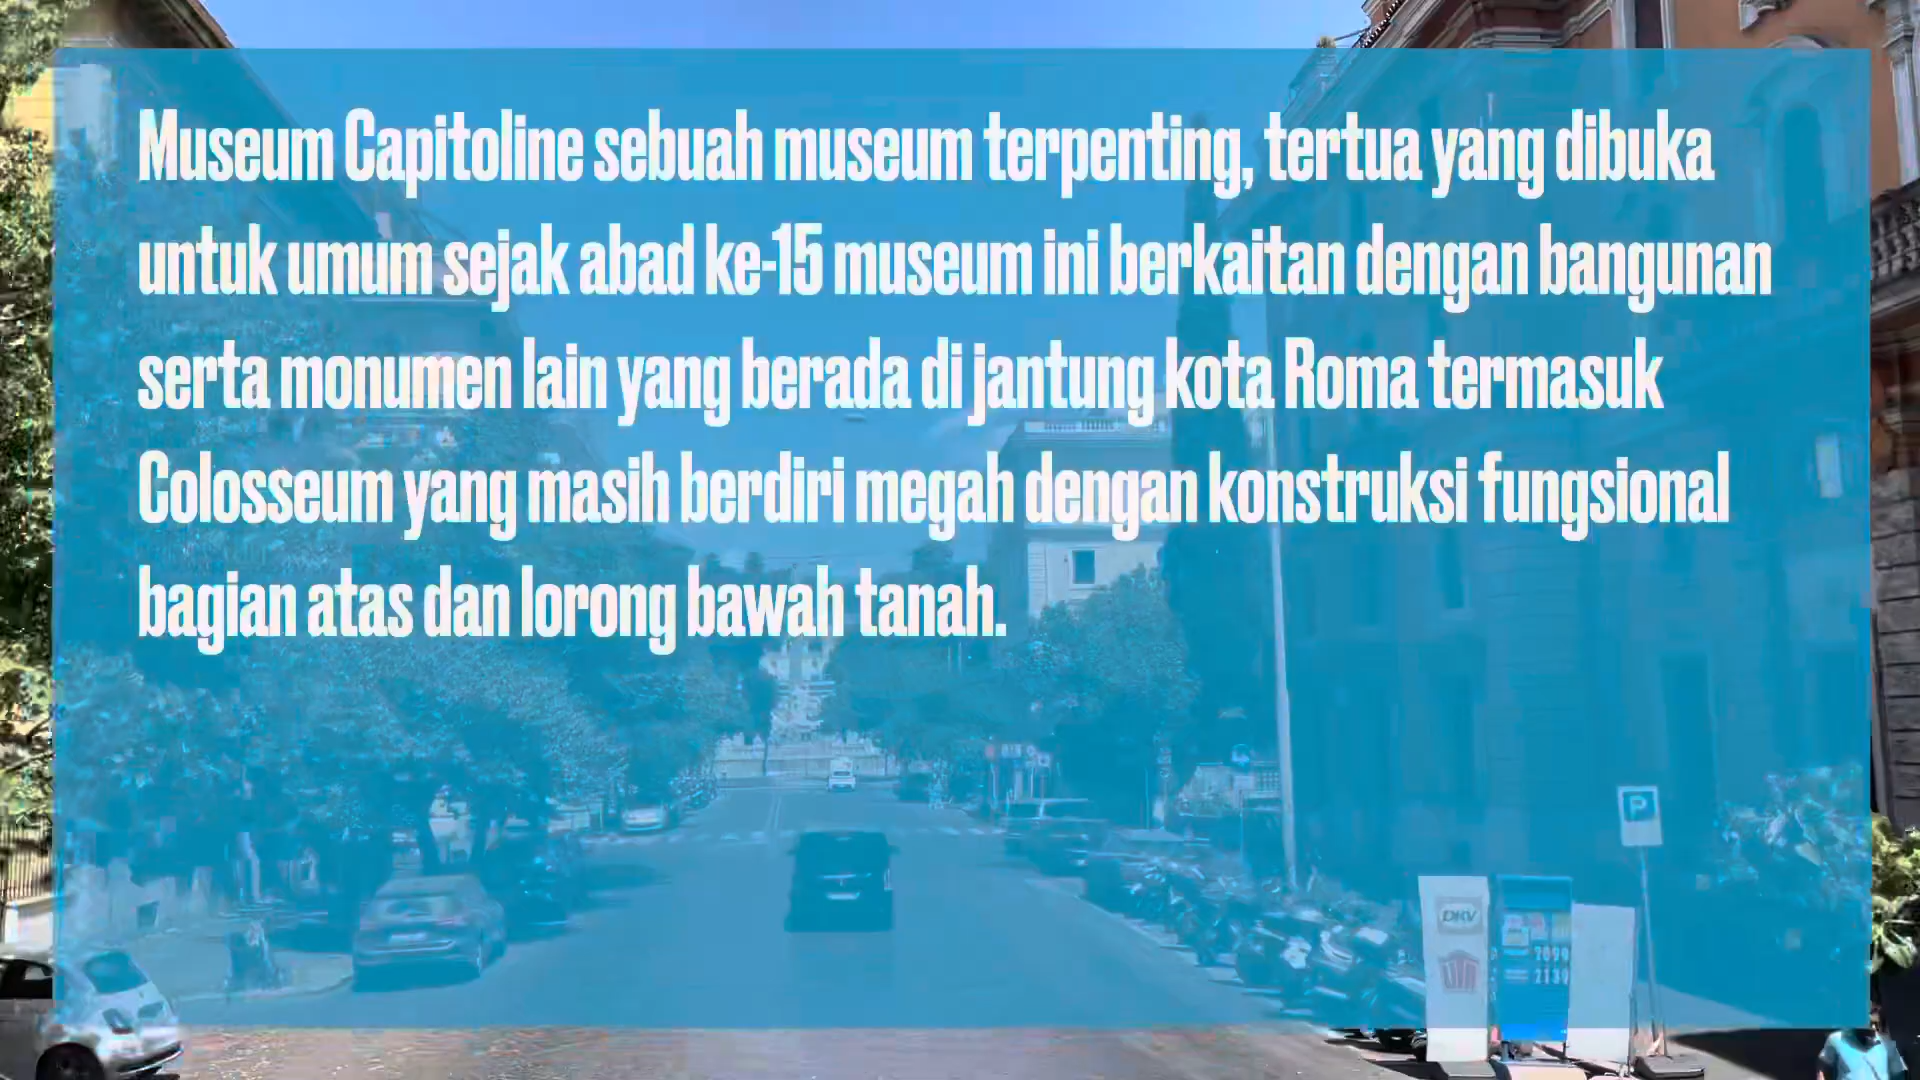 Museum Capitoline sebuah museum terpenting, tertua yang dibuka
untuk umum sejak abad ke-15 museum ini berkaitan dengan bangunan
serta monumen lain yang berada di jantung kota Roma termasuk
Colosseum yang masih berdiri megah dengan konstruksi fungsional
bagian atas dan lorong bawah tanah.
P
DKV